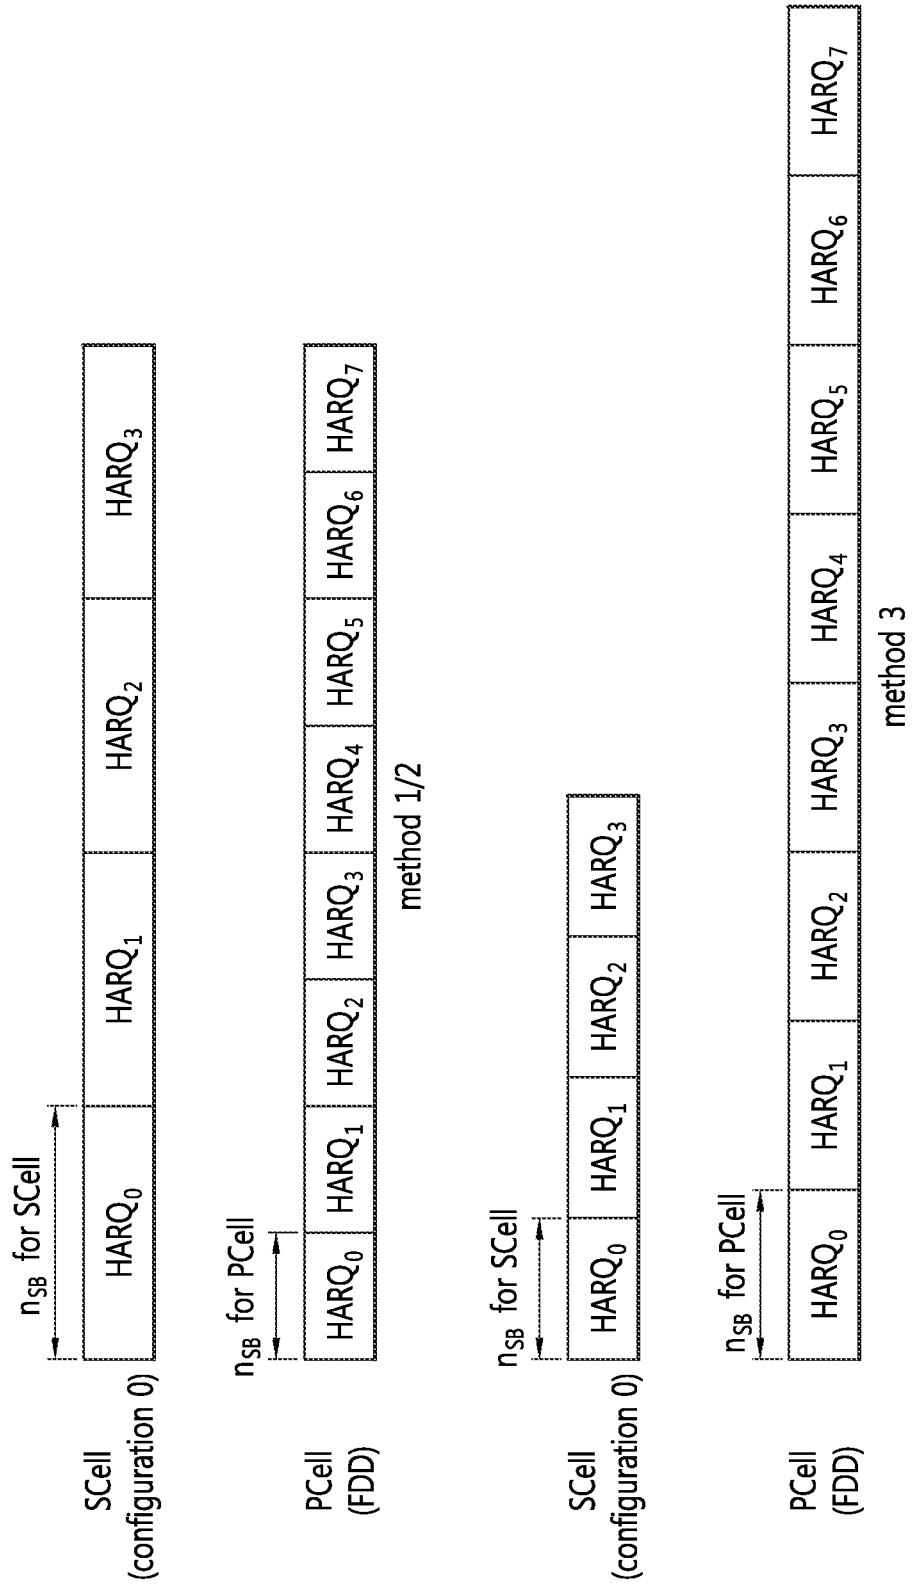 n_SB for SCell
SCell
(configuration 0)
HARQ_0 HARQ_1 HARQ_2 HARQ_3
n_SB for PCell
PCell
(FDD)
HARQ_0 HARQ_1 HARQ_2 HARQ_3 HARQ_4 HARQ_5 HARQ_6 HARQ_7
method 1/2
n_SB for SCell
SCell
(configuration 0)
HARQ_0 HARQ_1 HARQ_2 HARQ_3
n_SB for PCell
PCell
(FDD)
HARQ_0 HARQ_1 HARQ_2 HARQ_3 HARQ_4 HARQ_5 HARQ_6 HARQ_7
method 3